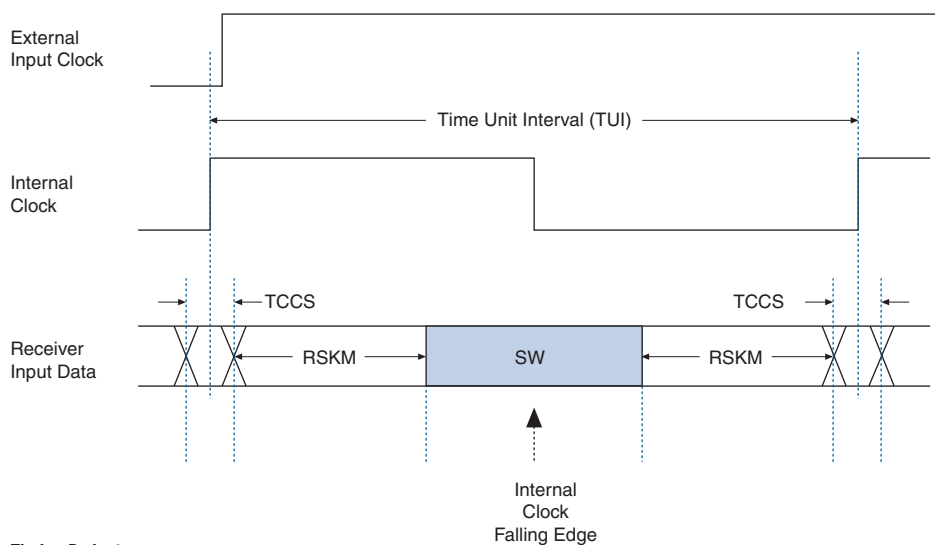 External
Input Clock
Time Unit Interval (TUI)
Internal
Clock
TCCS
TCCS
Receiver
Input Data
RSKM
SW
RSKM
Internal
Clock
Falling Edge